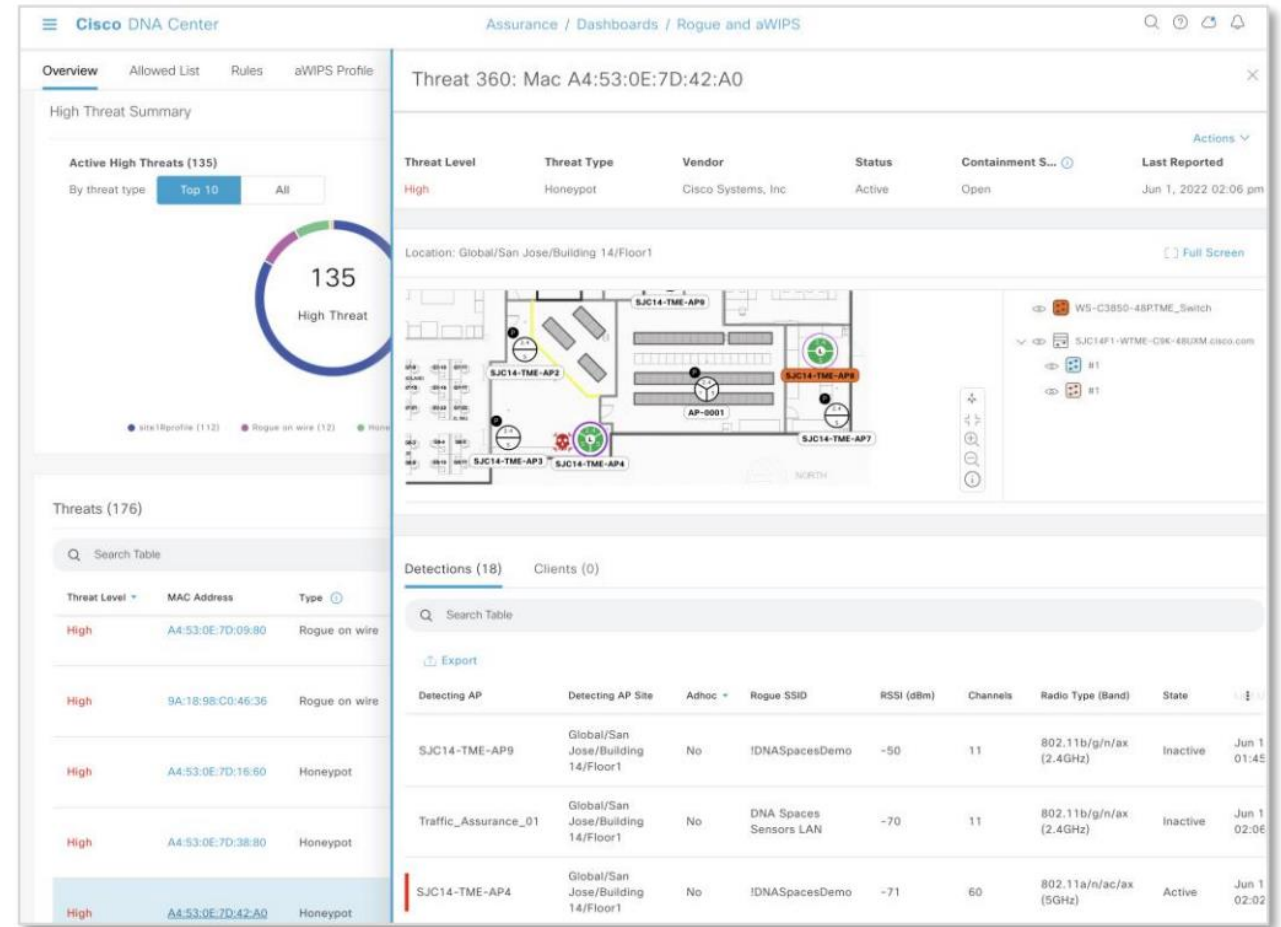 Cisco DNA Center
Assurance / Dashboards / Rogue and aWIPS
Overview Allowed List Rules aWIPS Profile
High Threat Summary
Active High Threats (135)
By threat type Top 10 All
135
High Threat
site1Rprofile (112) Rogue on wire (12) Hone
Threats (176)
Search Table
Threat Level MAC Address Type
High A4:53:0E:7D:09:80 Rogue on wire
High 9A:18:98:C0:46:36 Rogue on wire
High A4:53:0E:7D:16:60 Honeypot
High A4:53:0E:7D:38:80 Honeypot
High A4:53:0E:7D:42:A0 Honeypot
Threat 360: Mac A4:53:0E:7D:42:A0
Actions
Threat Level Threat Type Vendor Status Containment S... Last Reported
High Honeypot Cisco Systems, Inc Active Open Jun 1, 2022 02:06 pm
Location: Global/San Jose/Building 14/Floor1
Full Screen
SJC14-TME-AP9
SJC14-TME-AP2
SJC14-TME-AP8
AP-0001
SJC14-TME-AP7
SJC14-TME-AP3
SJC14-TME-AP4
NORTH
WS-C3850-48P.TME_Switch
SJC14F1-WTME-C9K-48UXM.cisco.com
#1
#1
Detections (18) Clients (0)
Search Table
Export
Detecting AP Detecting AP Site Adhoc Rogue SSID RSSI (dBm) Channels Radio Type (Band) State
SJC14-TME-AP9 Global/San Jose/Building 14/Floor1 No !DNASpacesDemo -50 11 802.11b/g/n/ax (2.4GHz) Inactive Jun 1 01:45
Traffic_Assurance_01 Global/San Jose/Building 14/Floor1 No DNA Spaces Sensors LAN -70 11 802.11b/g/n/ax (2.4GHz) Inactive Jun 1 02:06
SJC14-TME-AP4 Global/San Jose/Building 14/Floor1 No !DNASpacesDemo -71 60 802.11a/n/ac/ax (5GHz) Active Jun 1 02:02